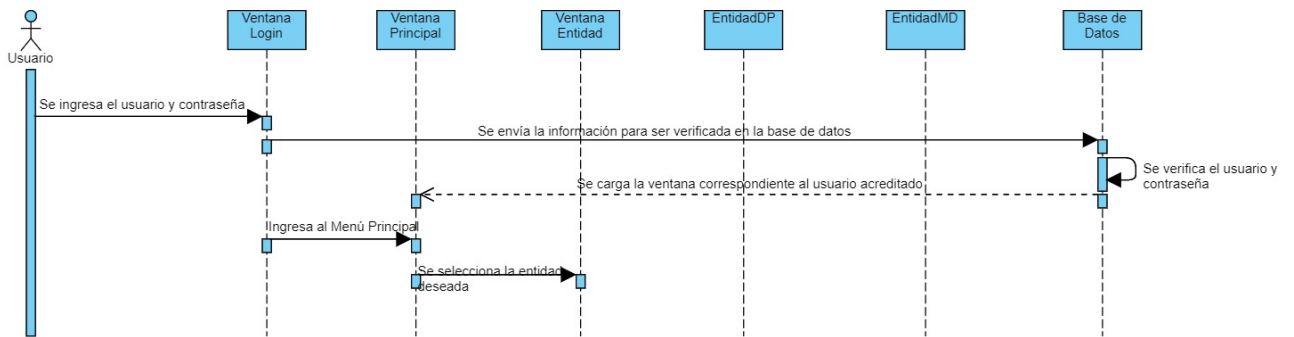 Usuario
Ventana
Login
Ventana
Principal
Ventana
Entidad
EntidadDP
EntidadMD
Base de
Datos
Se ingresa el usuario y contraseña
Se envía la información para ser verificada en la base de datos
Se verifica el usuario y
contraseña
Se carga la ventana correspondiente al usuario acreditado
Ingresa al Menú Principal
Se selecciona la entidad
deseada